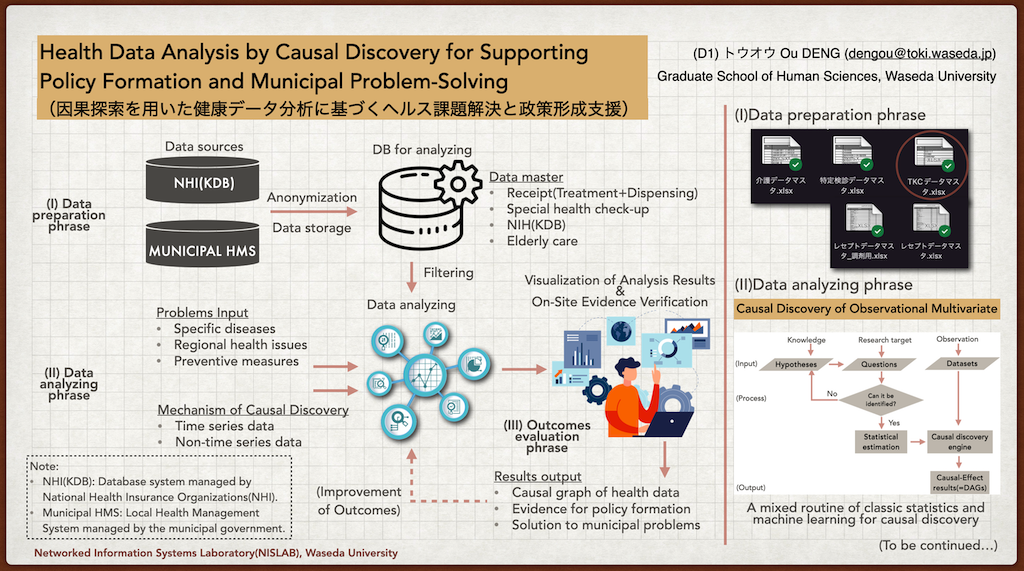 Health Data Analysis by Causal Discovery for Supporting
Policy Formation and Municipal Problem-Solving
（因果探索を用いた健康データ分析に基づくヘルス課題解決と政策形成支援）
(D1) トウオウ Ou DENG (dengou@toki.waseda.jp)
Graduate School of Human Sciences, Waseda University
(I) Data
preparation
phrase
Data sources
NHI(KDB)
MUNICIPAL HMS
Anonymization
Data storage
DB for analyzing
Data master
• Receipt(Treatment+Dispensing)
• Special health check-up
• NIH(KDB)
• Elderly care
Filtering
(II) Data
analyzing
phrase
Problems Input
• Specific diseases
• Regional health issues
• Preventive measures
Mechanism of Causal Discovery
• Time series data
• Non-time series data
Data analyzing
Visualization of Analysis Results
&
On-Site Evidence Verification
(III) Outcomes
evaluation
phrase
Results output
• Causal graph of health data
• Evidence for policy formation
• Solution to municipal problems
(Improvement
of Outcomes)
Note:
• NHI(KDB): Database system managed by
National Health Insurance Organizations(NHI).
• Municipal HMS: Local Health Management
System managed by the municipal government.
Networked Information Systems Laboratory(NISLAB), Waseda University
(I)Data preparation phrase
介護データマス
タ.xlsx
特定検診データマ
スタ.xlsx
TKCデータマス
タ.xlsx
レセプトデータマス
タ_調剤用.xlsx
レセプトデータマス
タ.xlsx
(II)Data analyzing phrase
Causal Discovery of Observational Multivariate
Knowledge
Research target
Observation
(Input)
Hypotheses
Questions
Datasets
(Process)
No
Can it be
identified?
Yes
Statistical
estimation
Causal discovery
engine
(Output)
Causal-Effect
results(=DAGs)
A mixed routine of classic statistics and
machine learning for causal discovery
(To be continued…)